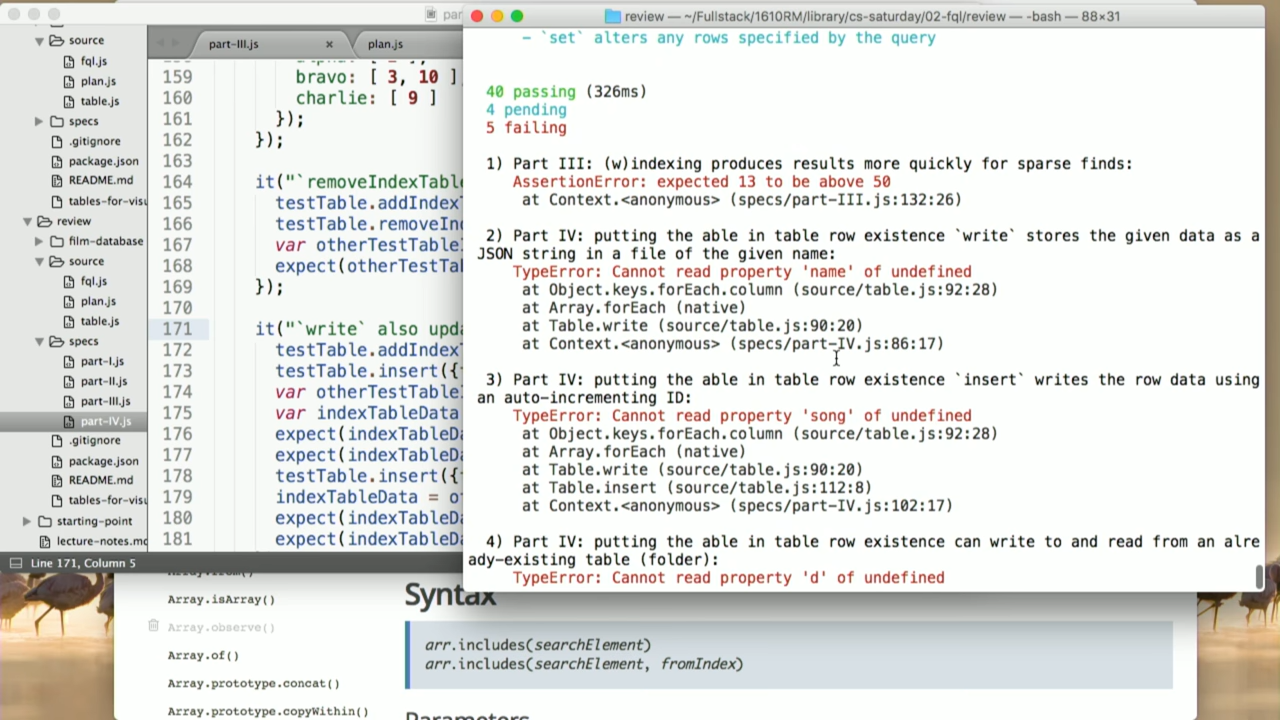 review — ~/Fullstack/1610RM/library/cs-saturday/02-fql/review — -bash — 88×31
source
fql.js
plan.js
table.js
specs
.gitignore
package.json
README.md
tables-for-visu
review
film-database
source
fql.js
plan.js
table.js
specs
part-I.js
part-II.js
part-III.js
part-IV.js
.gitignore
package.json
README.md
tables-for-visu
starting-point
lecture-notes.md
Line 171, Column 5
part-III.js
plan.js
159 bravo: [ 3, 10 ]
160 charlie: [ 9 ]
161 });
162 });
163
164 it("`removeIndexTable
165 testTable.addIndex
166 testTable.removeInd
167 var otherTestTable
168 expect(otherTestTab
169 });
170
171 it("`write` also upda
172 testTable.addIndexT
173 testTable.insert({f
174 var otherTestTable
175 var indexTableData
176 expect(indexTableDa
177 expect(indexTableDa
178 testTable.insert({f
179 indexTableData = ot
180 expect(indexTableDa
181 expect(indexTableDa
- `set` alters any rows specified by the query
40 passing (326ms)
4 pending
5 failing
1) Part III: (w)indexing produces results more quickly for sparse finds:
AssertionError: expected 13 to be above 50
at Context.<anonymous> (specs/part-III.js:132:26)
2) Part IV: putting the able in table row existence `write` stores the given data as a
JSON string in a file of the given name:
TypeError: Cannot read property 'name' of undefined
at Object.keys.forEach.column (source/table.js:92:28)
at Array.forEach (native)
at Table.write (source/table.js:90:20)
at Context.<anonymous> (specs/part-IV.js:86:17)
3) Part IV: putting the able in table row existence `insert` writes the row data using
an auto-incrementing ID:
TypeError: Cannot read property 'song' of undefined
at Object.keys.forEach.column (source/table.js:92:28)
at Array.forEach (native)
at Table.write (source/table.js:90:20)
at Table.insert (source/table.js:112:8)
at Context.<anonymous> (specs/part-IV.js:102:17)
4) Part IV: putting the able in table row existence can write to and read from an alre
ady-existing table (folder):
TypeError: Cannot read property 'd' of undefined
Array.isArray()
Array.observe()
Array.of()
Array.prototype.concat()
Array.prototype.copyWithin()
Syntax
arr.includes(searchElement)
arr.includes(searchElement, fromIndex)
Parameters